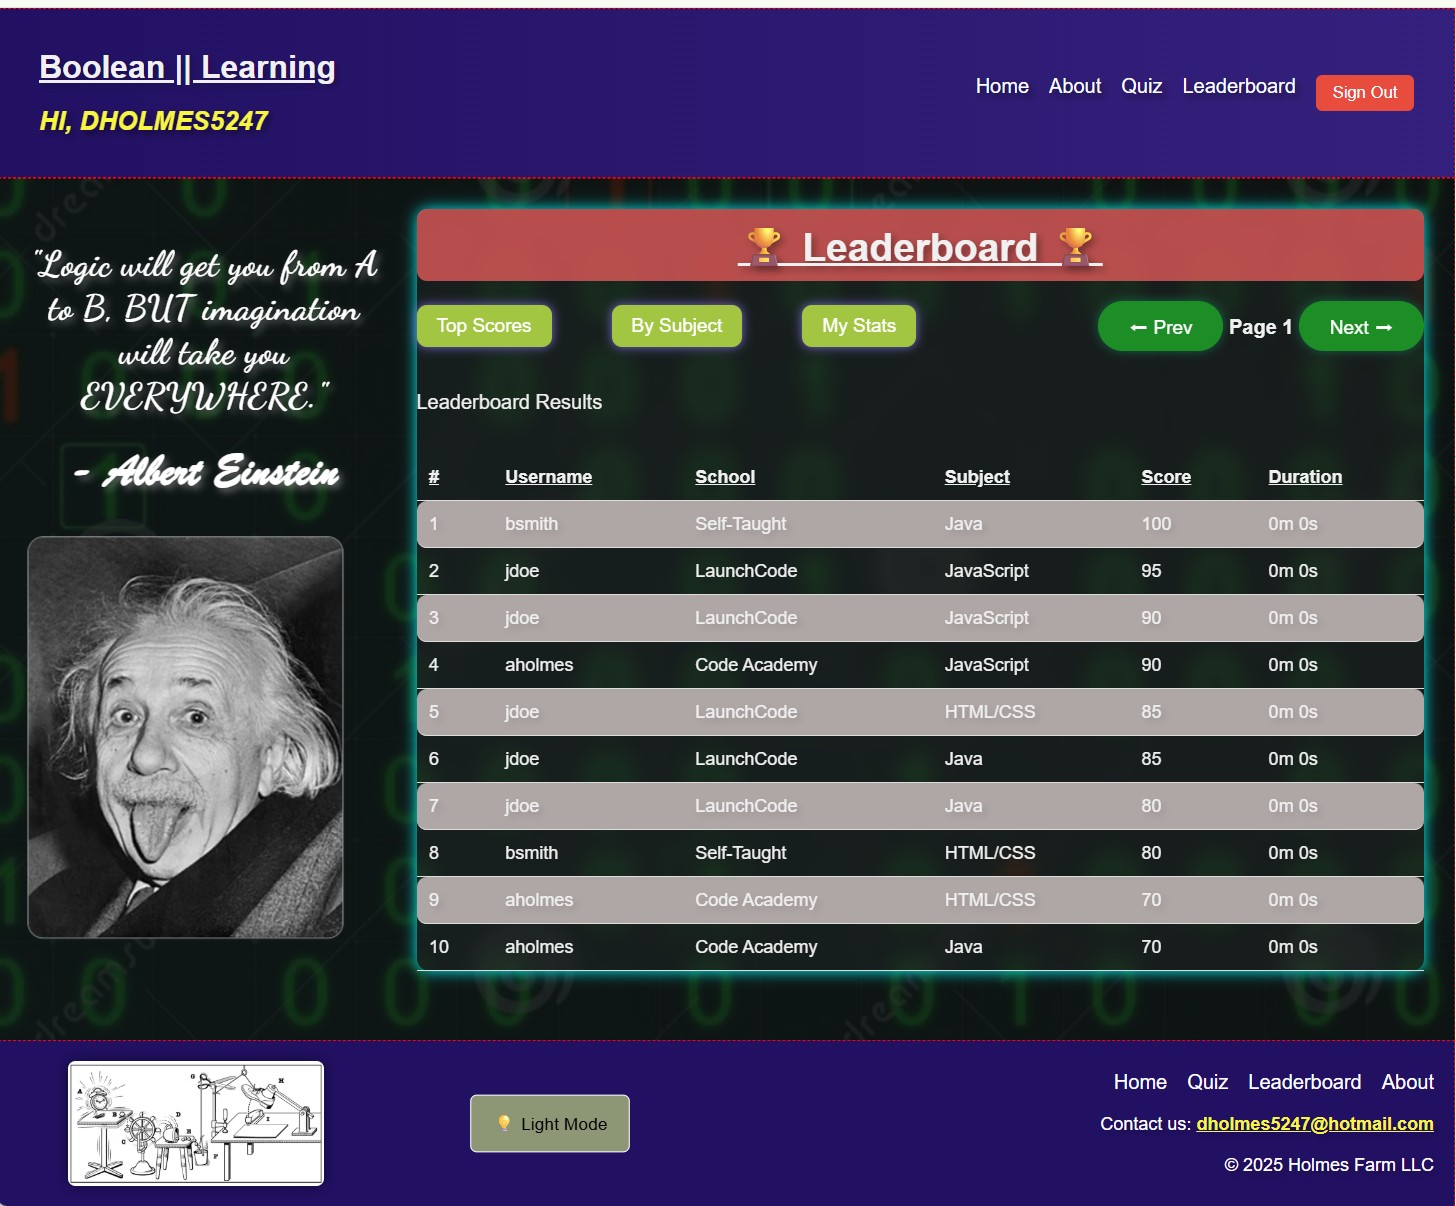 Boolean || Learning
HI, DHOLMES5247
Home About Quiz Leaderboard Sign Out
"Logic will get you from A
to B, BUT imagination
will take you
EVERYWHERE."
- Albert Einstein
🏆 Leaderboard 🏆
Top Scores By Subject My Stats ← Prev Page 1 Next →
Leaderboard Results
# Username School Subject Score Duration
1 bsmith Self-Taught Java 100 0m 0s
2 jdoe LaunchCode JavaScript 95 0m 0s
3 jdoe LaunchCode JavaScript 90 0m 0s
4 aholmes Code Academy JavaScript 90 0m 0s
5 jdoe LaunchCode HTML/CSS 85 0m 0s
6 jdoe LaunchCode Java 85 0m 0s
7 jdoe LaunchCode Java 80 0m 0s
8 bsmith Self-Taught HTML/CSS 80 0m 0s
9 aholmes Code Academy HTML/CSS 70 0m 0s
10 aholmes Code Academy Java 70 0m 0s
💡 Light Mode
Home Quiz Leaderboard About
Contact us: dholmes5247@hotmail.com
© 2025 Holmes Farm LLC